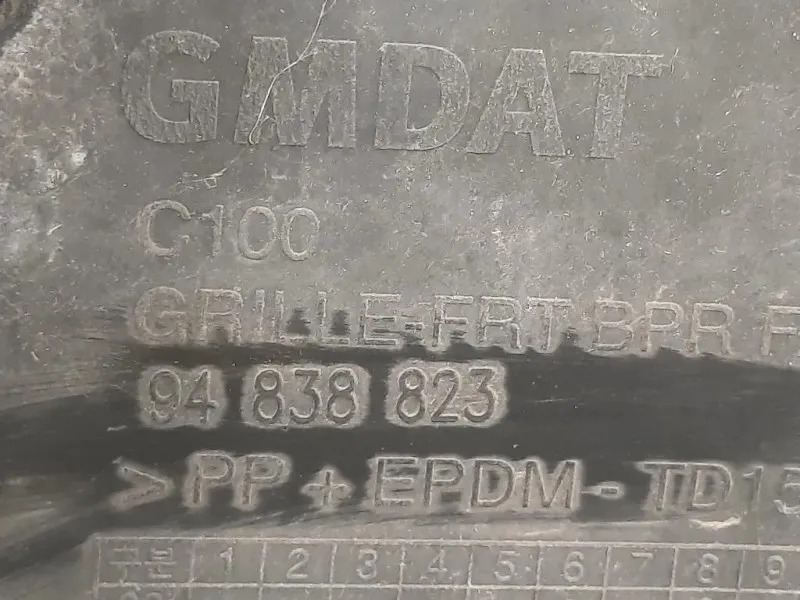 GMDAT
C100
GRILLE-FRT BPR F
94 838 823
>PP+EPDM-TD15
구분 1 2 3 4 5 6 7 8 9